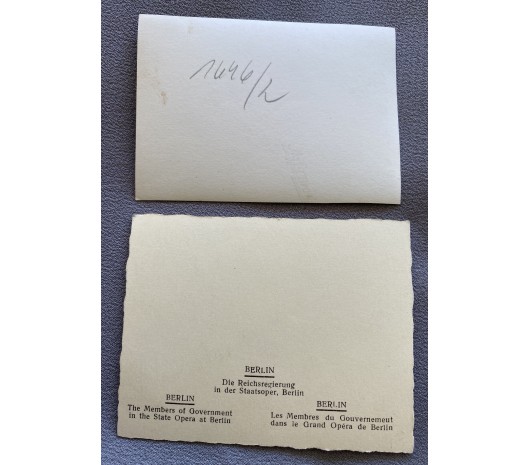 1646/2
BERLIN
Die Reichsregierung
in der Staatsoper, Berlin
BERLIN
The Members of Government
in the State Opera at Berlin
BERLIN
Les Membres du Gouvernemeut
dans le Grand Opéra de Berlin